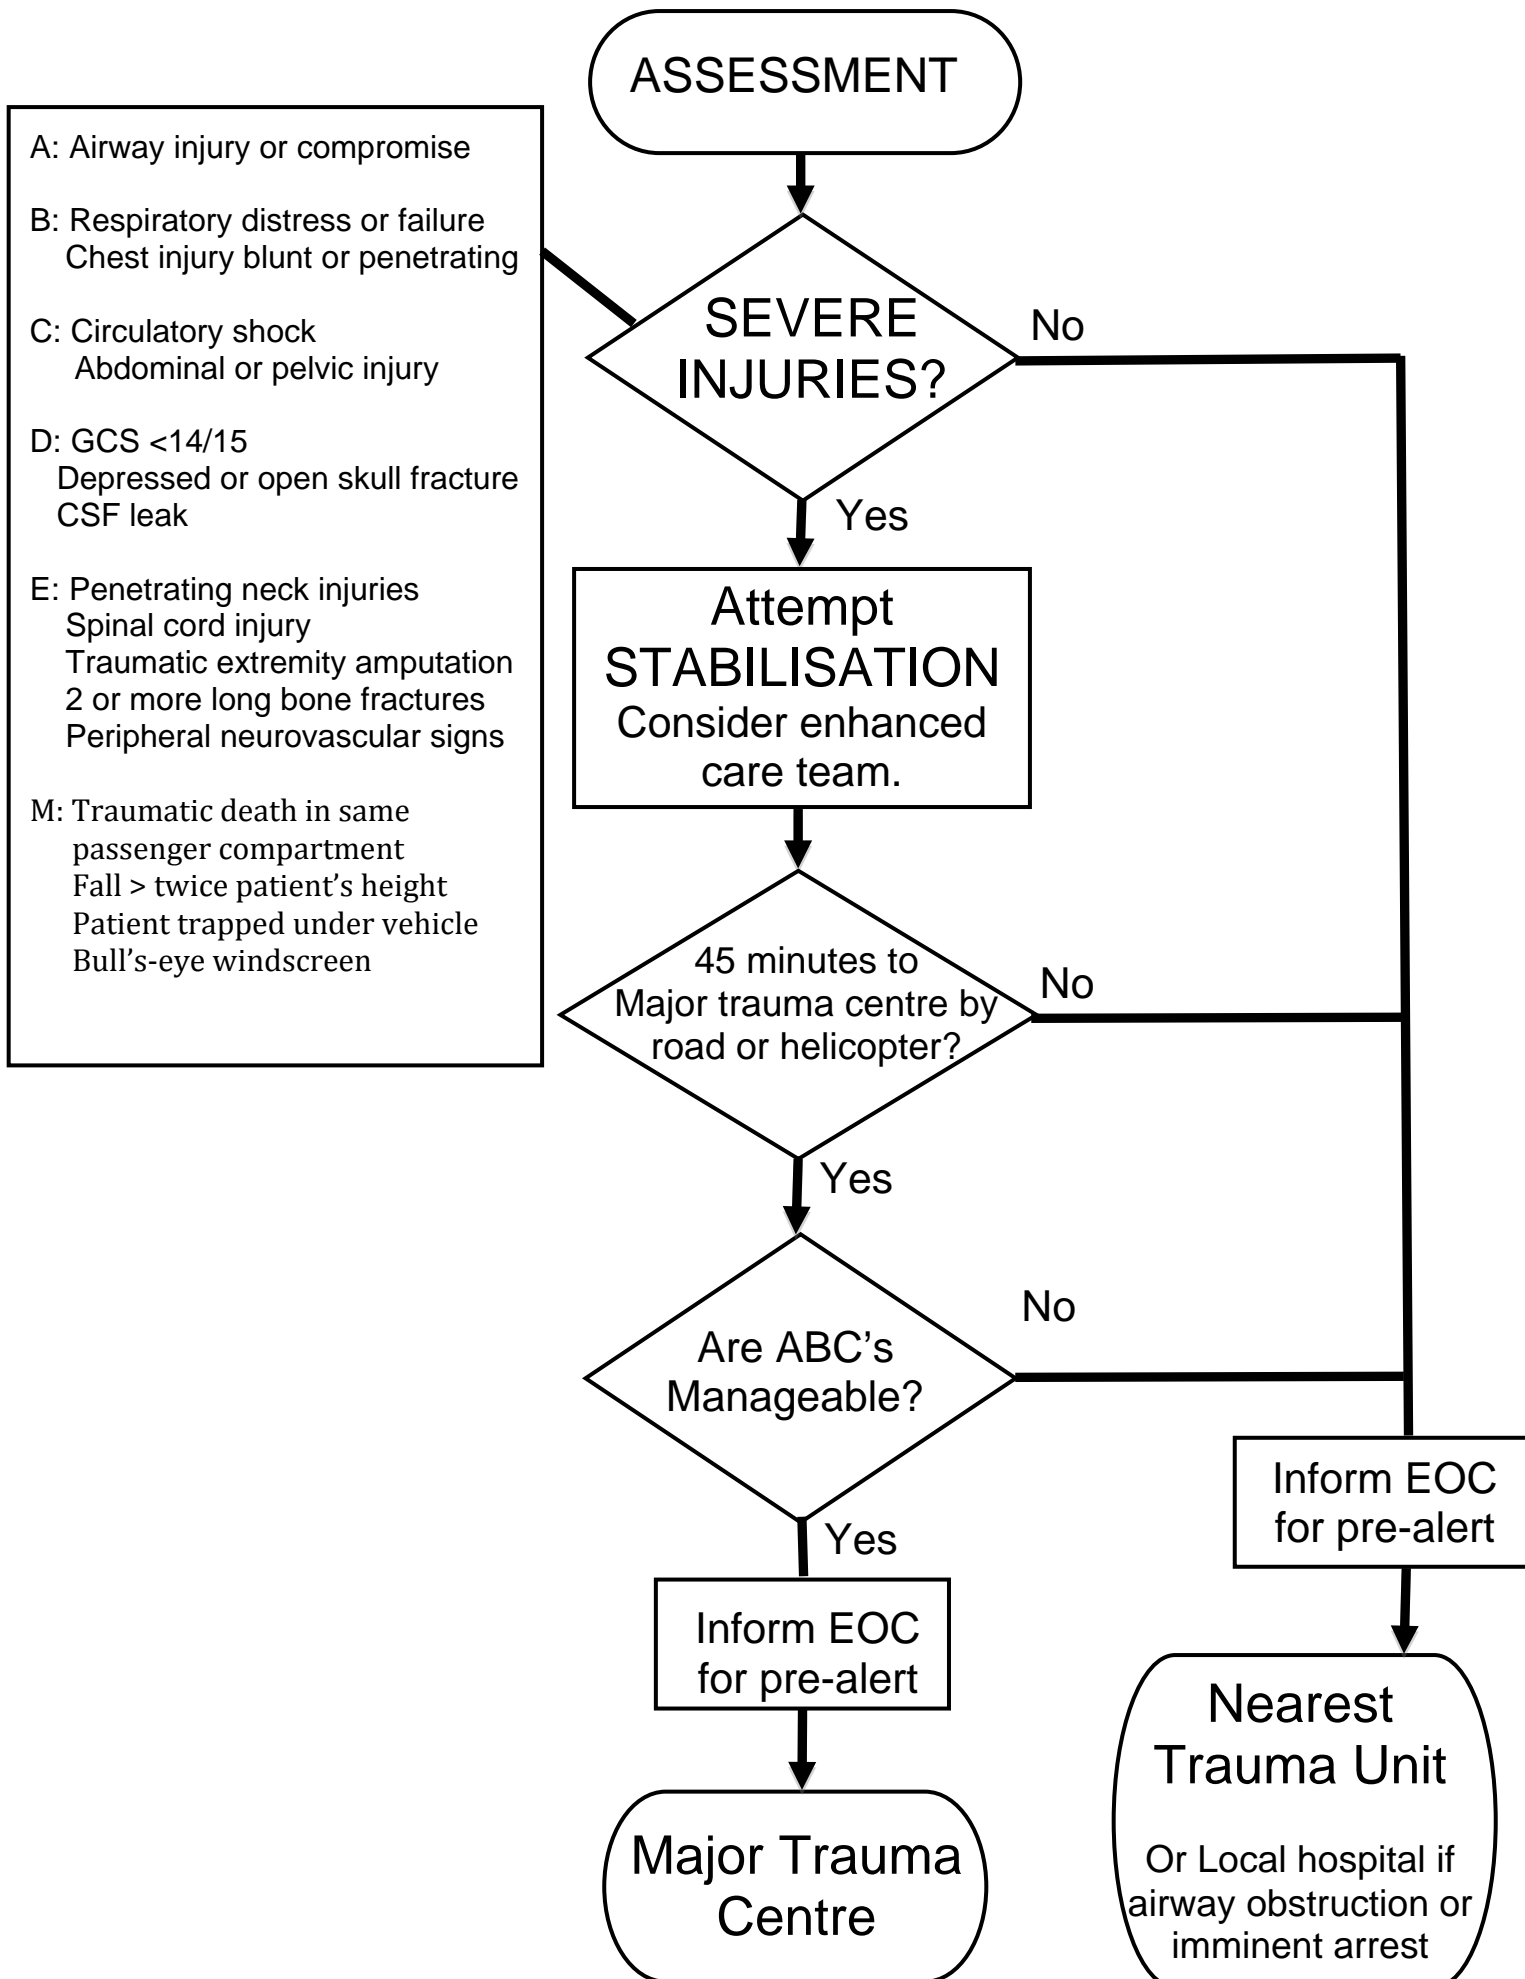 ASSESSMENT
A: Airway injury or compromise
B: Respiratory distress or failure
Chest injury blunt or penetrating
C: Circulatory shock
Abdominal or pelvic injury
D: GCS <14/15
Depressed or open skull fracture
CSF leak
E: Penetrating neck injuries
Spinal cord injury
Traumatic extremity amputation
2 or more long bone fractures
Peripheral neurovascular signs
M: Traumatic death in same
passenger compartment
Fall > twice patient’s height
Patient trapped under vehicle
Bull’s-eye windscreen
SEVERE
INJURIES?
No
Yes
Attempt
STABILISATION
Consider enhanced
care team.
45 minutes to
Major trauma centre by
road or helicopter?
No
Yes
Are ABC’s
Manageable?
No
Yes
Inform EOC
for pre-alert
Major Trauma
Centre
Inform EOC
for pre-alert
Nearest
Trauma Unit
Or Local hospital if
airway obstruction or
imminent arrest